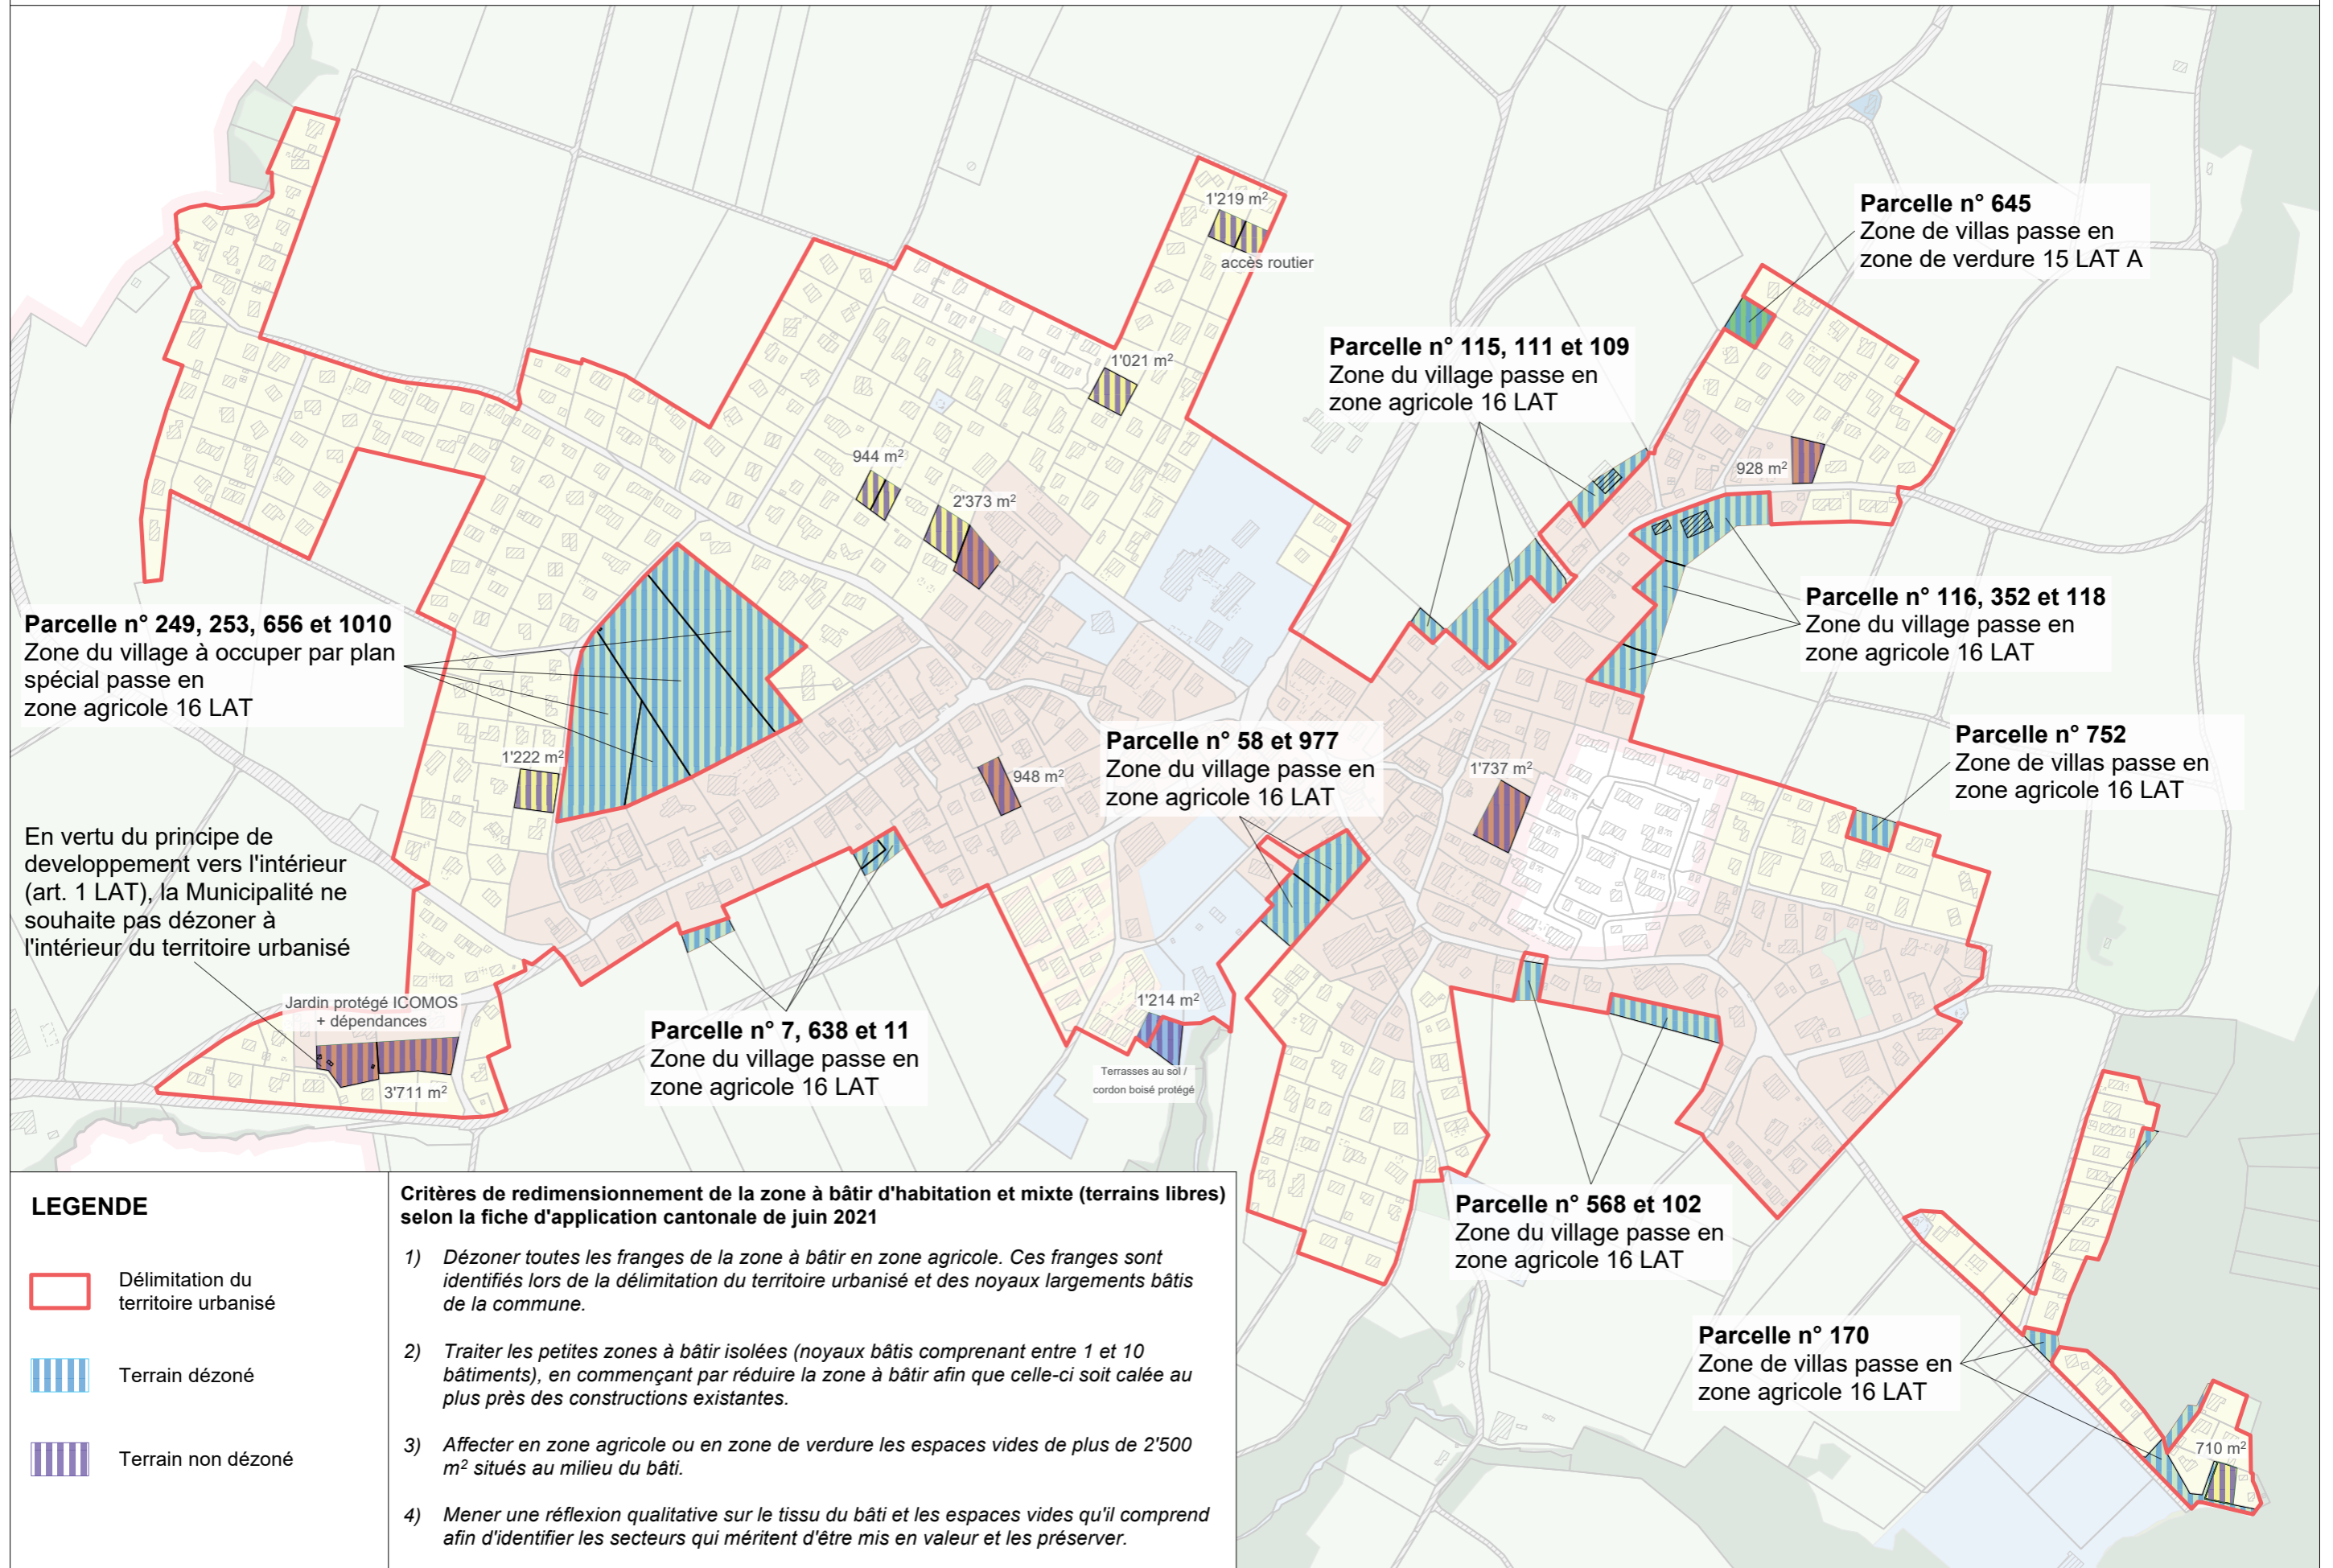 1'219 m²
accès routier
Parcelle n° 645
Zone de villas passe en
zone de verdure 15 LAT A
Parcelle n° 115, 111 et 109
Zone du village passe en
zone agricole 16 LAT
1'021 m²
944 m²
2'373 m²
928 m²
Parcelle n° 249, 253, 656 et 1010
Zone du village à occuper par plan
spécial passe en
zone agricole 16 LAT
Parcelle n° 116, 352 et 118
Zone du village passe en
zone agricole 16 LAT
1'222 m²
948 m²
Parcelle n° 58 et 977
Zone du village passe en
zone agricole 16 LAT
1'737 m²
Parcelle n° 752
Zone de villas passe en
zone agricole 16 LAT
En vertu du principe de
developpement vers l'intérieur
(art. 1 LAT), la Municipalité ne
souhaite pas dézoner à
l'intérieur du territoire urbanisé
Jardin protégé ICOMOS
+ dépendances
3'711 m²
Parcelle n° 7, 638 et 11
Zone du village passe en
zone agricole 16 LAT
1'214 m²
Terrasses au sol /
cordon boisé protégé
Parcelle n° 568 et 102
Zone du village passe en
zone agricole 16 LAT
Parcelle n° 170
Zone de villas passe en
zone agricole 16 LAT
710 m²
LEGENDE
Délimitation du
territoire urbanisé
Terrain dézoné
Terrain non dézoné
Critères de redimensionnement de la zone à bâtir d'habitation et mixte (terrains libres)
selon la fiche d'application cantonale de juin 2021
1) Dézoner toutes les franges de la zone à bâtir en zone agricole. Ces franges sont
identifiés lors de la délimitation du territoire urbanisé et des noyaux largements bâtis
de la commune.
2) Traiter les petites zones à bâtir isolées (noyaux bâtis comprenant entre 1 et 10
bâtiments), en commençant par réduire la zone à bâtir afin que celle-ci soit calée au
plus près des constructions existantes.
3) Affecter en zone agricole ou en zone de verdure les espaces vides de plus de 2'500
m² situés au milieu du bâti.
4) Mener une réflexion qualitative sur le tissu du bâti et les espaces vides qu'il comprend
afin d'identifier les secteurs qui méritent d'être mis en valeur et les préserver.